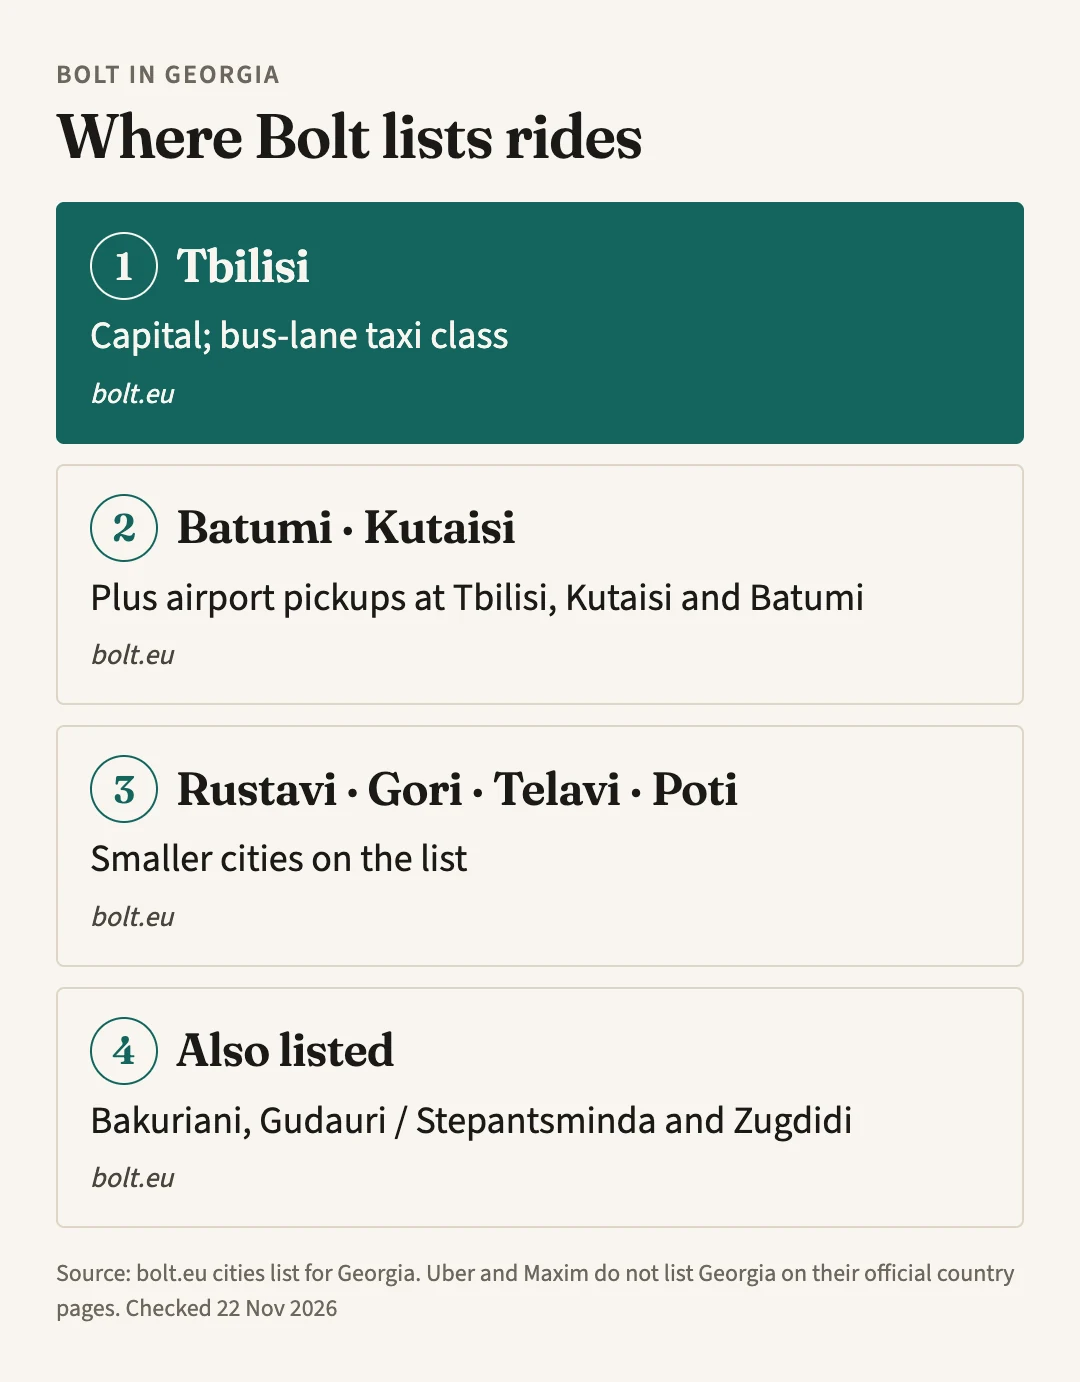 BOLT IN GEORGIA
Where Bolt lists rides
1 Tbilisi
Capital; bus-lane taxi class
bolt.eu
2 Batumi · Kutaisi
Plus airport pickups at Tbilisi, Kutaisi and Batumi
bolt.eu
3 Rustavi · Gori · Telavi · Poti
Smaller cities on the list
bolt.eu
4 Also listed
Bakuriani, Gudauri / Stepantsminda and Zugdidi
bolt.eu
Source: bolt.eu cities list for Georgia. Uber and Maxim do not list Georgia on their official country
pages. Checked 22 Nov 2026